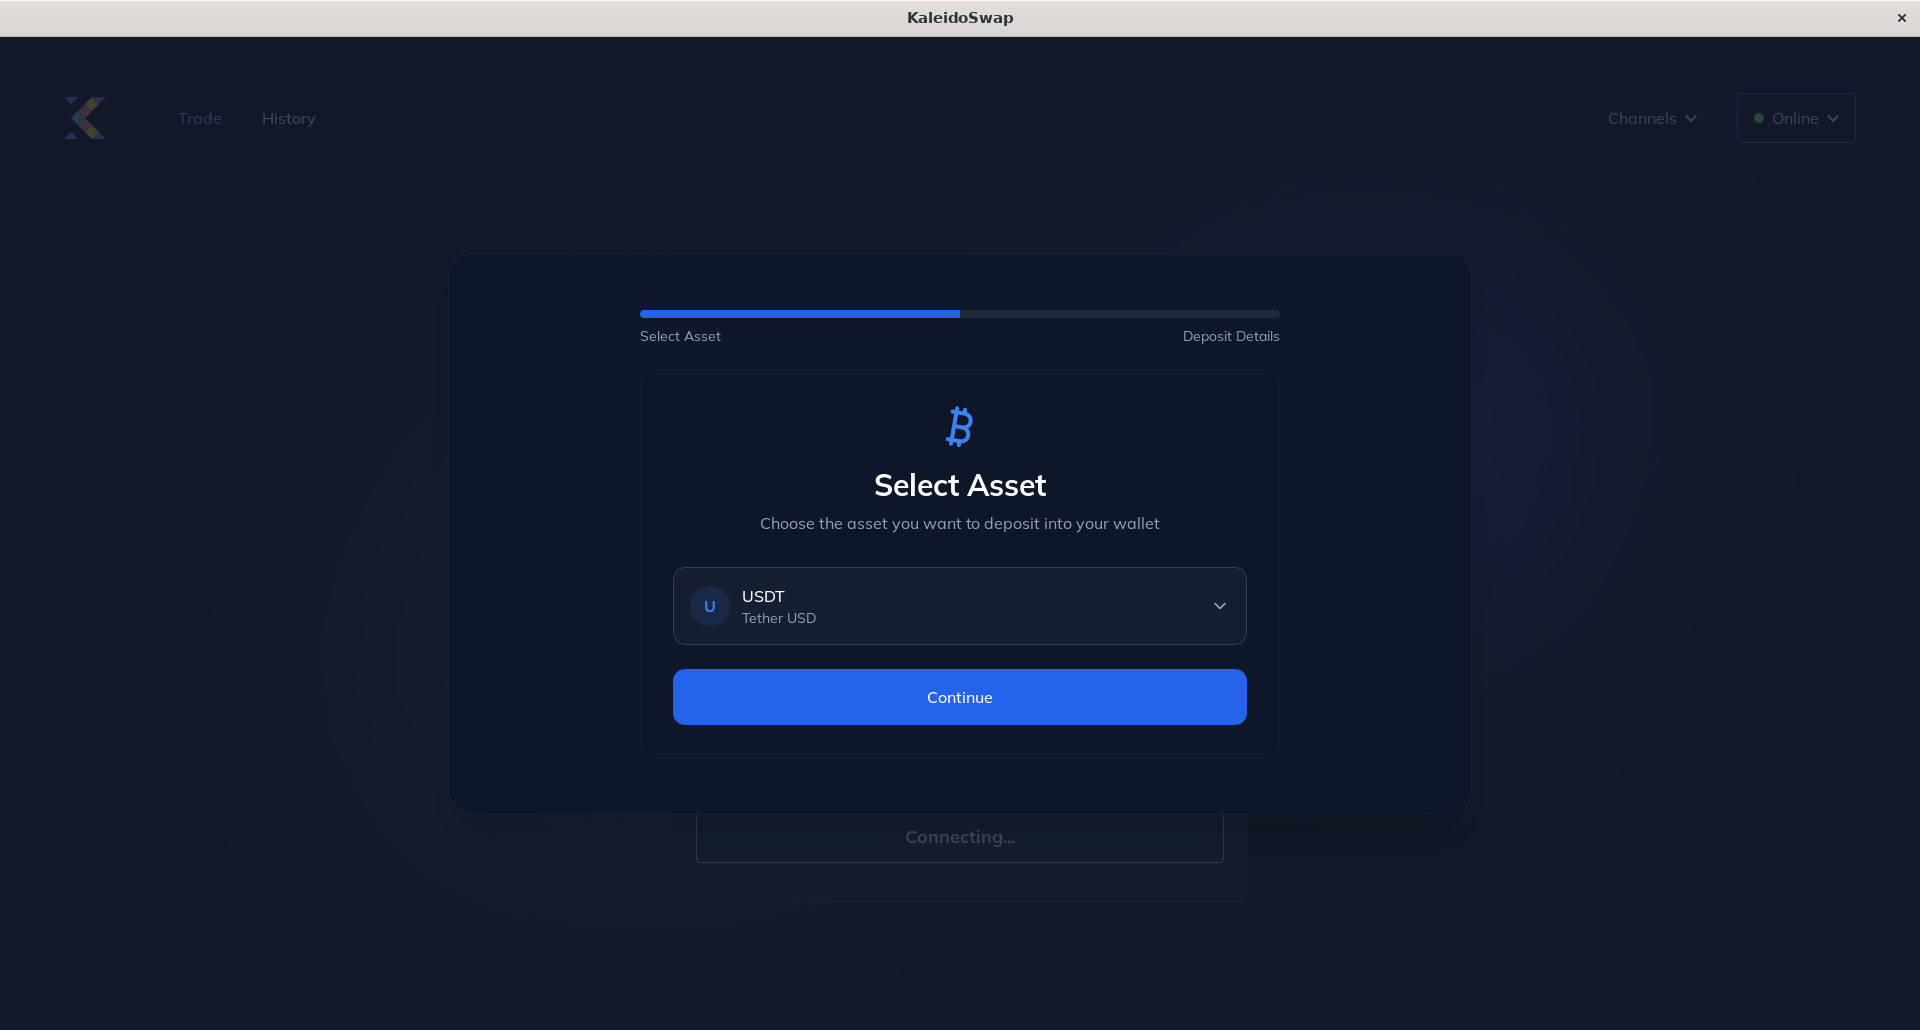 KaleidoSwap
Trade
History
Channels
Online
Select Asset
Deposit Details
Select Asset
Choose the asset you want to deposit into your wallet
U
USDT
Tether USD
Continue
Connecting...